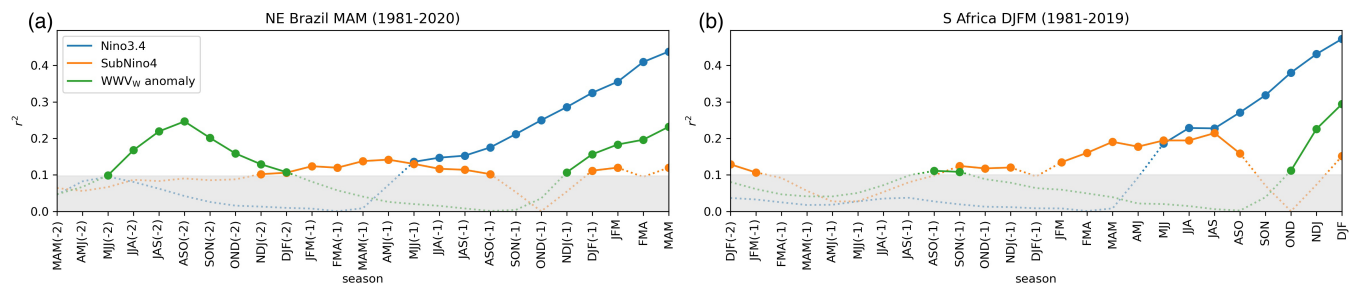 (a)
NE Brazil MAM (1981-2020)
r²
0.4
0.3
0.2
0.1
0.0
Nino3.4
SubNino4
WWV_W anomaly
MAM(-2)
AMJ(-2)
MJJ(-2)
JJA(-2)
JAS(-2)
ASO(-2)
SON(-2)
OND(-2)
NDJ(-2)
DJF(-2)
JFM(-1)
FMA(-1)
MAM(-1)
AMJ(-1)
MJJ(-1)
JJA(-1)
JAS(-1)
ASO(-1)
SON(-1)
OND(-1)
NDJ(-1)
DJF(-1)
JFM
FMA
MAM
season
(b)
S Africa DJFM (1981-2019)
r²
0.4
0.3
0.2
0.1
0.0
DJF(-2)
JFM(-1)
FMA(-1)
MAM(-1)
AMJ(-1)
MJJ(-1)
JJA(-1)
JAS(-1)
ASO(-1)
SON(-1)
OND(-1)
NDJ(-1)
DJF(-1)
JFM
FMA
MAM
AMJ
MJJ
JJA
JAS
ASO
SON
OND
NDJ
DJF
season